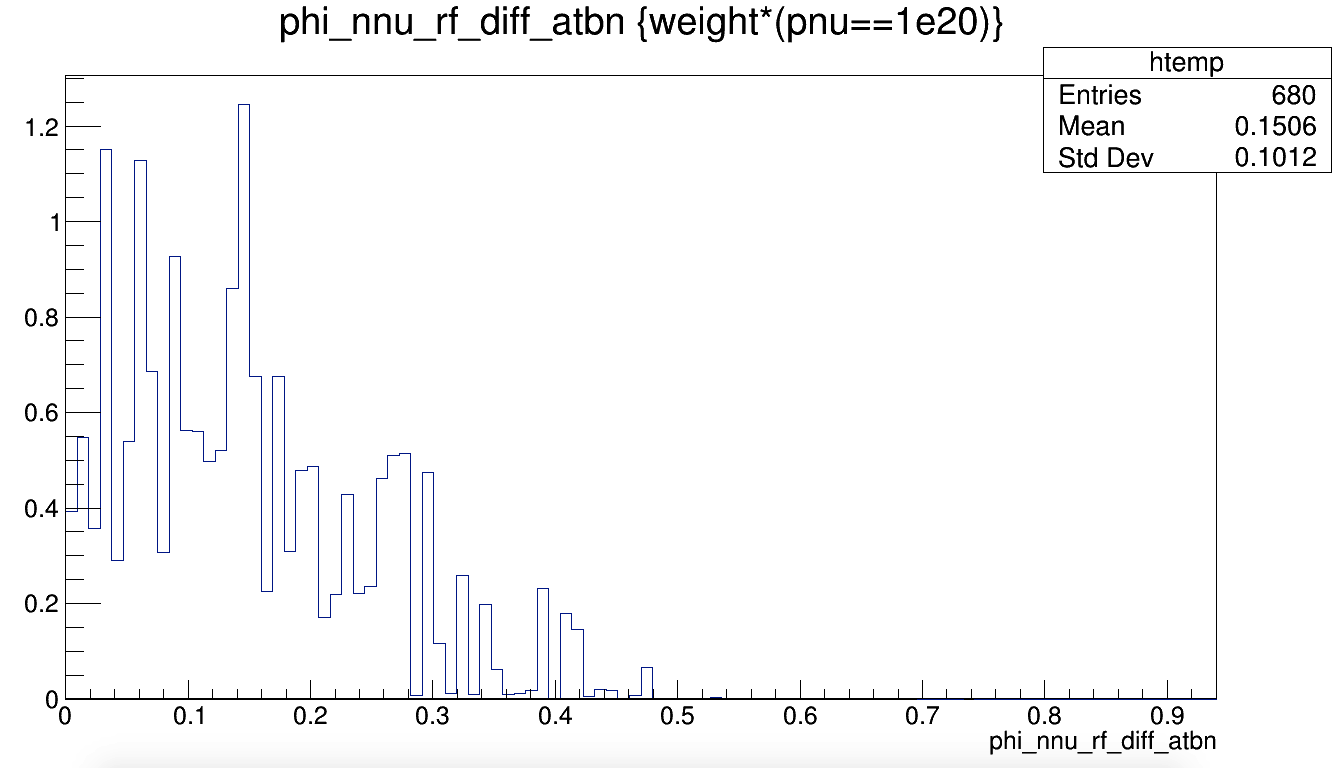 phi_nnu_rf_diff_atbn {weight*(pnu==1e20)}
htemp
Entries 680
Mean 0.1506
Std Dev 0.1012
1.2
1
0.8
0.6
0.4
0.2
0
0 0.1 0.2 0.3 0.4 0.5 0.6 0.7 0.8 0.9
phi_nnu_rf_diff_atbn